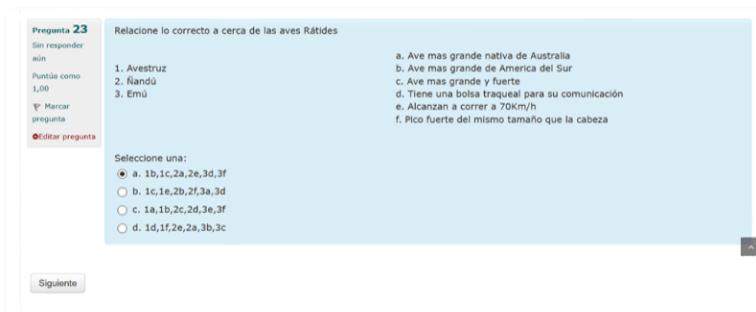 Pregunta 23
Sin responder
aún
Puntúa como
1,00
Marcar
pregunta
Editar pregunta
Relacione lo correcto a cerca de las aves Rátides
1. Avestruz
2. Ñandú
3. Emú
a. Ave mas grande nativa de Australia
b. Ave mas grande de America del Sur
c. Ave mas grande y fuerte
d. Tiene una bolsa traqueal para su comunicación
e. Alcanzan a correr a 70Km/h
f. Pico fuerte del mismo tamaño que la cabeza
Seleccione una:
a. 1b,1c,2a,2e,3d,3f
b. 1c,1e,2b,2f,3a,3d
c. 1a,1b,2c,2d,3e,3f
d. 1d,1f,2e,2a,3b,3c
Siguiente